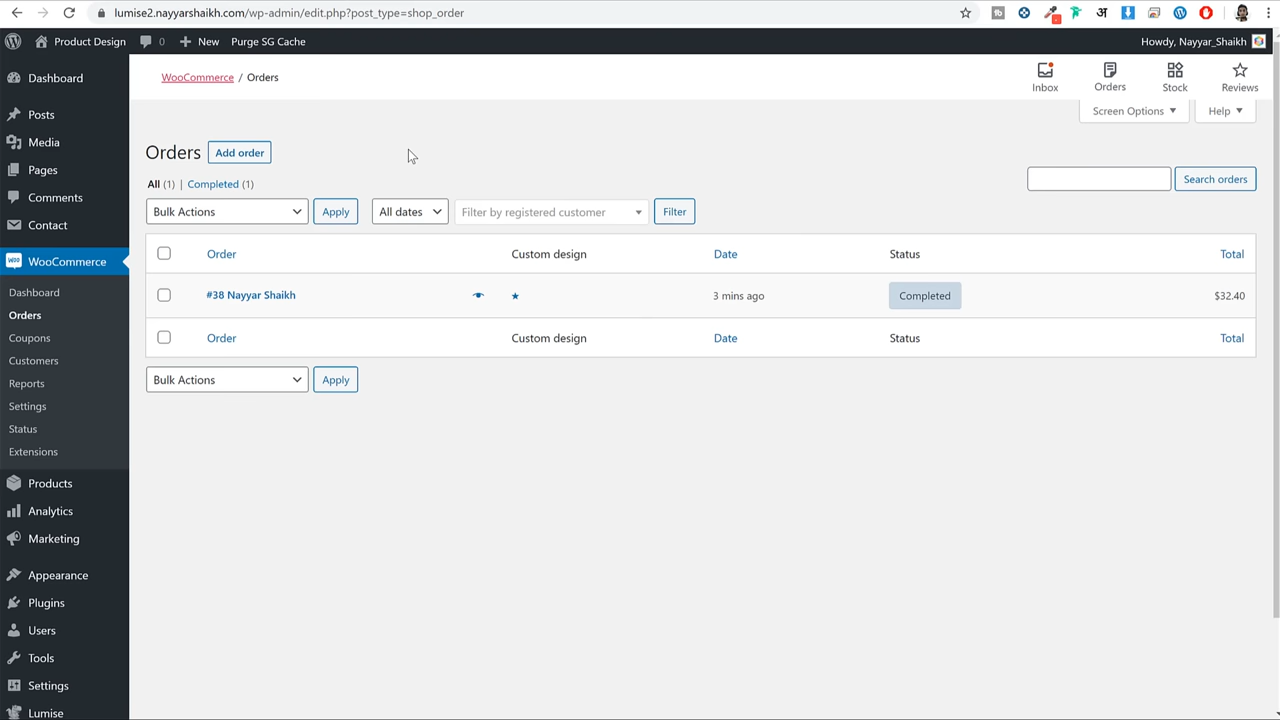 lumise2.nayyarshaikh.com/wp-admin/edit.php?post_type=shop_order
Product Design 0 New Purge SG Cache Howdy, Nayyar_Shaikh
Dashboard
Posts
Media
Pages
Comments
Contact
WooCommerce
Dashboard
Orders
Coupons
Customers
Reports
Settings
Status
Extensions
Products
Analytics
Marketing
Appearance
Plugins
Users
Tools
Settings
Lumise
WooCommerce / Orders
Inbox Orders Stock Reviews
Screen Options Help
Orders Add order
All (1) | Completed (1)
Search orders
Bulk Actions Apply All dates Filter by registered customer Filter
Order Custom design Date Status Total
#38 Nayyar Shaikh 3 mins ago Completed $32.40
Order Custom design Date Status Total
Bulk Actions Apply